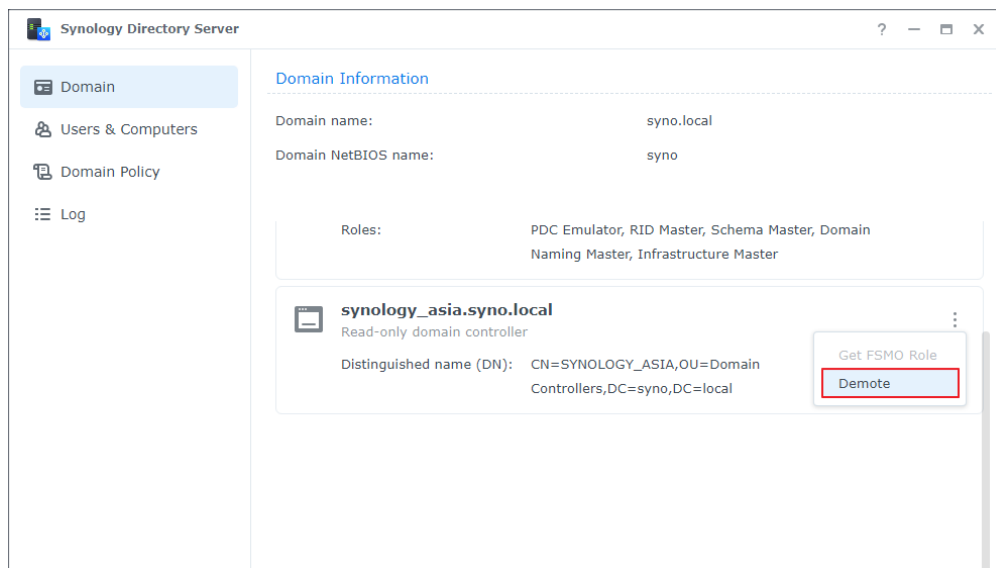 Synology Directory Server
Domain
Users & Computers
Domain Policy
Log
Domain Information
Domain name: syno.local
Domain NetBIOS name: syno
Roles: PDC Emulator, RID Master, Schema Master, Domain
Naming Master, Infrastructure Master
synology_asia.syno.local
Read-only domain controller
Distinguished name (DN): CN=SYNOLOGY_ASIA,OU=Domain
Controllers,DC=syno,DC=local
Get FSMO Role
Demote